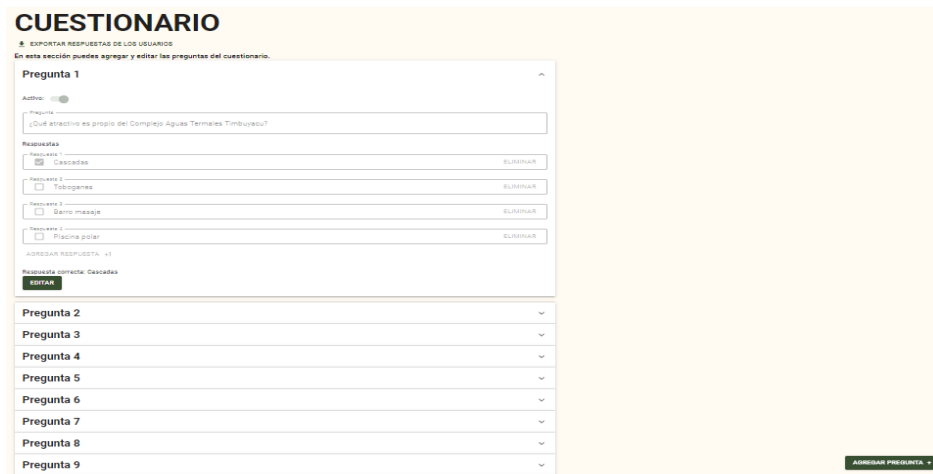 CUESTIONARIO
EXPORTAR RESPUESTAS DE LOS USUARIOS
En esta sección puedes agregar y editar las preguntas del cuestionario.
Pregunta 1
Activo:
Pregunta
¿Qué atractivo es propio del Complejo Aguas Termales Timbuyacu?
Respuestas
Respuesta 1
Cascadas ELIMINAR
Respuesta 2
Toboganes ELIMINAR
Respuesta 3
Barro masaje ELIMINAR
Respuesta 4
Piscina polar ELIMINAR
AGREGAR RESPUESTA +1
Respuesta correcta: Cascadas
EDITAR
Pregunta 2
Pregunta 3
Pregunta 4
Pregunta 5
Pregunta 6
Pregunta 7
Pregunta 8
Pregunta 9
AGREGAR PREGUNTA +